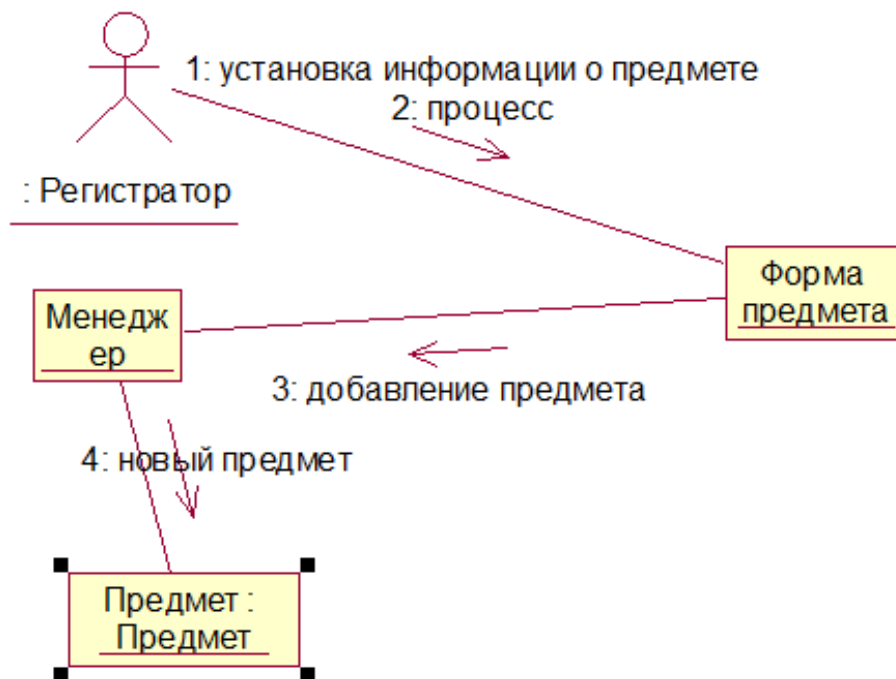 1: установка информации о предмете
2: процесс
: Регистратор
Форма
предмета
Менедж
ер
3: добавление предмета
4: новый предмет
Предмет :
Предмет